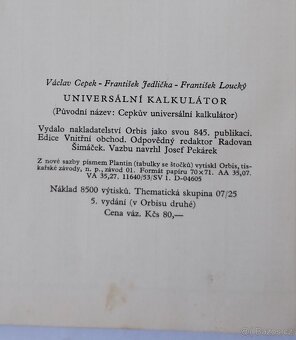 Václav Cepek - František Jedlička - František Loucký
UNIVERSÁLNÍ KALKULÁTOR
(Původní název: Cepkův universální kalkulátor)
Vydalo nakladatelství Orbis jako svou 845. publikaci.
Edice Vnitřní obchod. Odpovědný redaktor Radovan
Šimáček. Vazbu navrhl Josef Pekárek
Z nové sazby písmem Plantin (tabulky se štočků) vytiskl Orbis, tis-
kařské závody, n. p., závod 01. Formát papíru 70 × 71. AA 35,07.
VA 35,27. 11640/53/SV 1. D-04605
Náklad 8500 výtisků. Thematická skupina 07/25
5. vydání (v Orbisu druhé)
Cena váz. Kčs 80,—